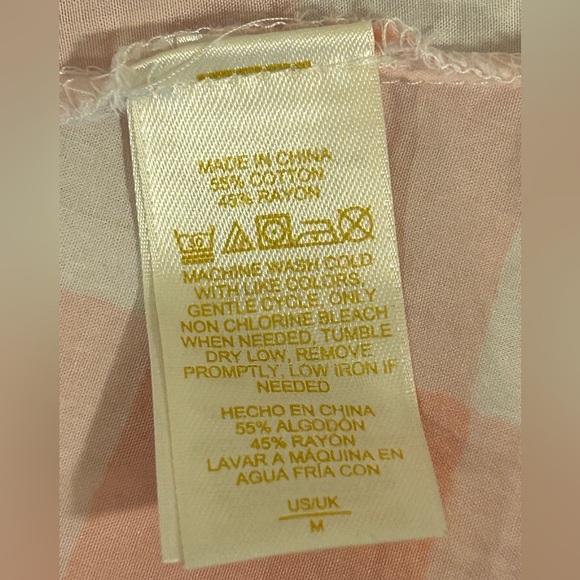 MADE IN CHINA
55% COTTON
45% RAYON
30
MACHINE WASH COLD
WITH LIKE COLORS,
GENTLE CYCLE, ONLY
NON CHLORINE BLEACH
WHEN NEEDED, TUMBLE
DRY LOW, REMOVE
PROMPTLY, LOW IRON IF
NEEDED
HECHO EN CHINA
55% ALGODÓN
45% RAYÓN
LAVAR A MÁQUINA EN
AGUA FRÍA CON
US/UK
M